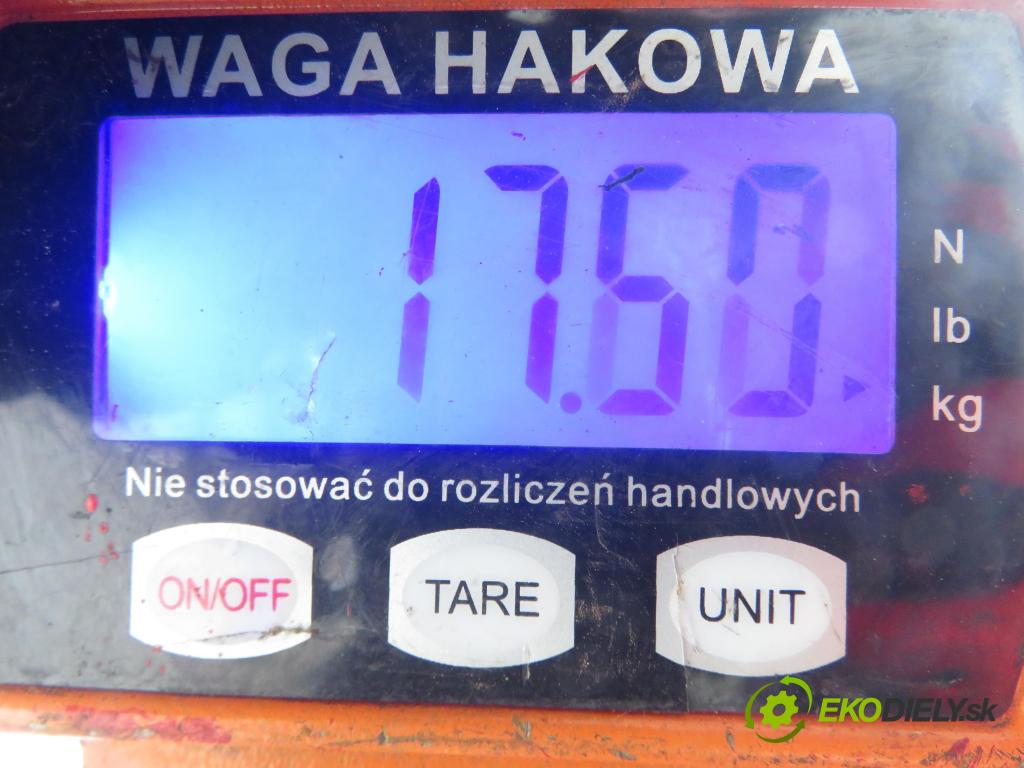 WAGA HAKOWA
17.60
N
lb
kg
Nie stosować do rozliczeń handlowych
ON/OFF TARE UNIT
EKODIELY.sk